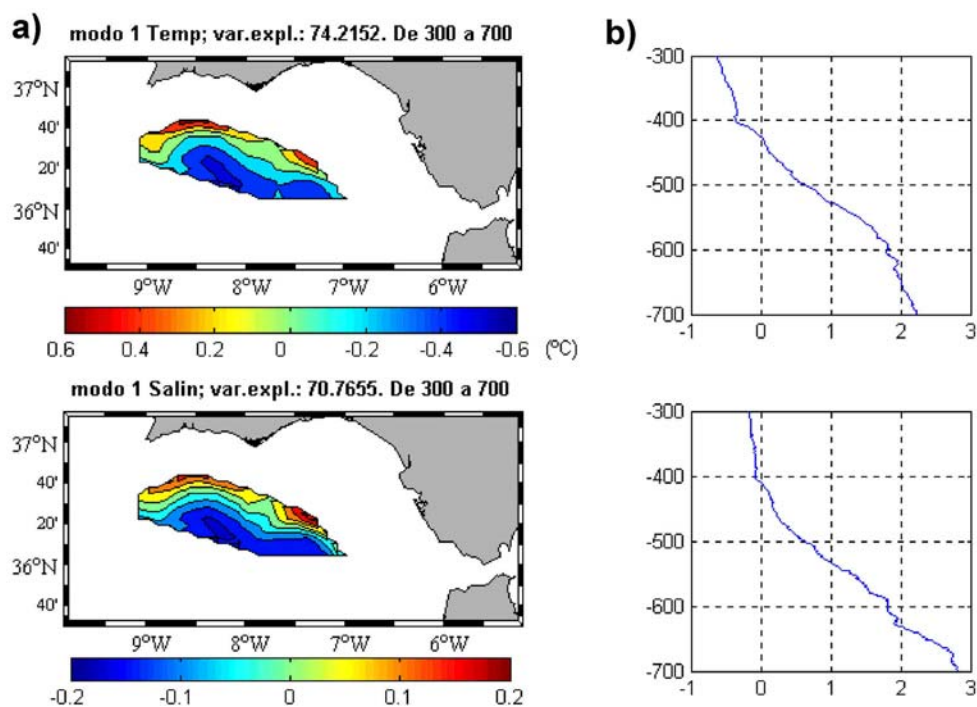 a)
modo 1 Temp; var.expl.: 74.2152. De 300 a 700
37°N
40'
20'
36°N
40'
9°W 8°W 7°W 6°W
0.6 0.4 0.2 0 -0.2 -0.4 -0.6 (°C)
modo 1 Salin; var.expl.: 70.7655. De 300 a 700
37°N
40'
20'
36°N
40'
9°W 8°W 7°W 6°W
-0.2 -0.1 0 0.1 0.2
b)
-300
-400
-500
-600
-700
-1 0 1 2 3
-300
-400
-500
-600
-700
-1 0 1 2 3